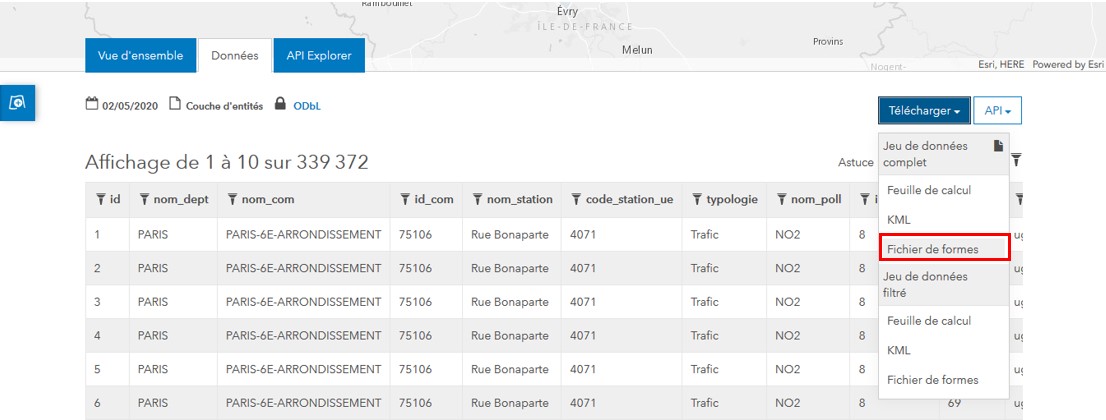 Rambouillet
Évry
ÎLE-DE-FRANCE
Melun
Provins
Nogent-
Esri, HERE Powered by Esri
Vue d'ensemble Données API Explorer
02/05/2020 Couche d'entités ODbL
Télécharger API
Affichage de 1 à 10 sur 339 372
Astuce
Jeu de données
complet
Feuille de calcul
KML
Fichier de formes
Jeu de données
filtré
Feuille de calcul
KML
Fichier de formes
id nom_dept nom_com id_com nom_station code_station_ue typologie nom_poll i
1 PARIS PARIS-6E-ARRONDISSEMENT 75106 Rue Bonaparte 4071 Trafic NO2 8 ug
2 PARIS PARIS-6E-ARRONDISSEMENT 75106 Rue Bonaparte 4071 Trafic NO2 8
3 PARIS PARIS-6E-ARRONDISSEMENT 75106 Rue Bonaparte 4071 Trafic NO2 8 ug
4 PARIS PARIS-6E-ARRONDISSEMENT 75106 Rue Bonaparte 4071 Trafic NO2 8 ug
5 PARIS PARIS-6E-ARRONDISSEMENT 75106 Rue Bonaparte 4071 Trafic NO2 8 ug
6 PARIS PARIS-6E-ARRONDISSEMENT 75106 Rue Bonaparte 4071 Trafic NO2 8 69 ug